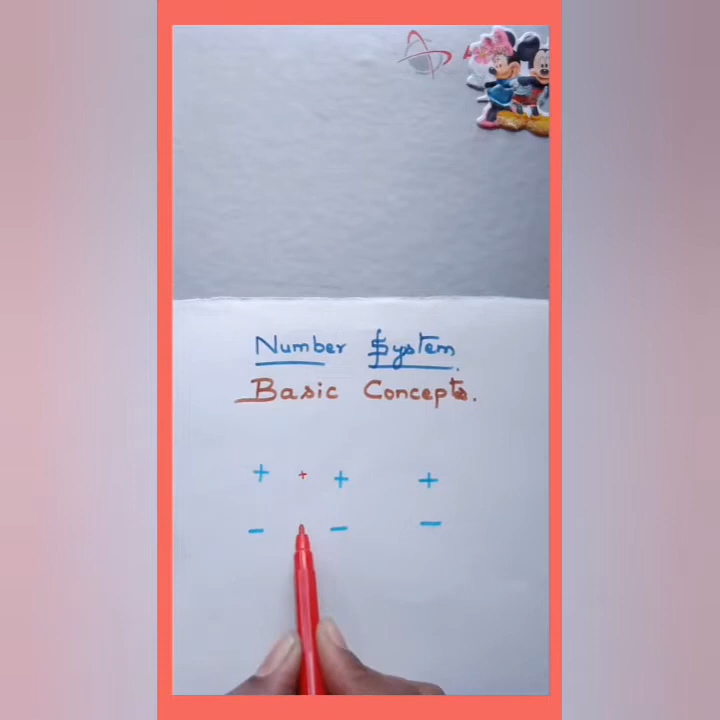 Number System.
Basic Concepts.
+ + + +
- - -